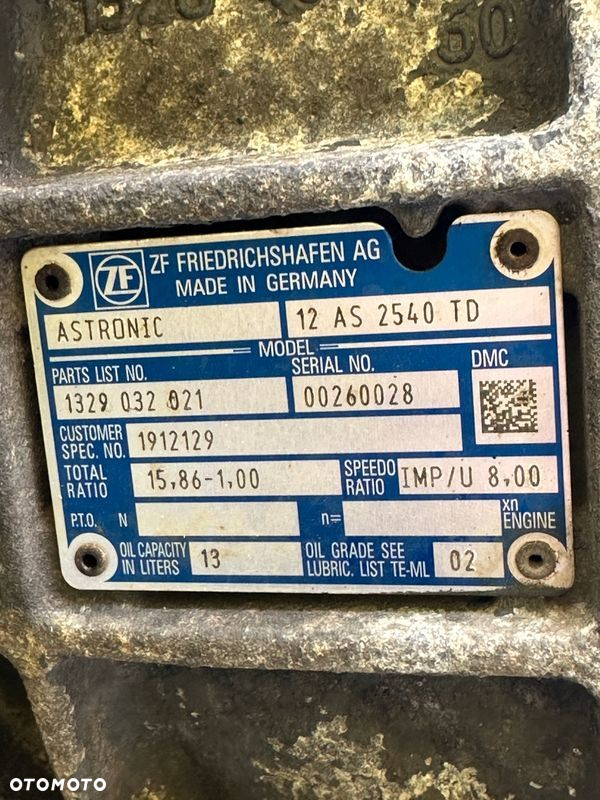 60
ZF
ZF FRIEDRICHSHAFEN AG
MADE IN GERMANY
ASTRONIC 12 AS 2540 TD
MODEL
PARTS LIST NO. SERIAL NO. DMC
1329 032 021 00260028
CUSTOMER SPEC. NO. 1912129
TOTAL RATIO 15,86-1,00 SPEEDO RATIO IMP/U 8,00
P.T.O. N n= xn ENGINE
OIL CAPACITY IN LITERS 13 OIL GRADE SEE LUBRIC. LIST TE-ML 02
OTOMOTO